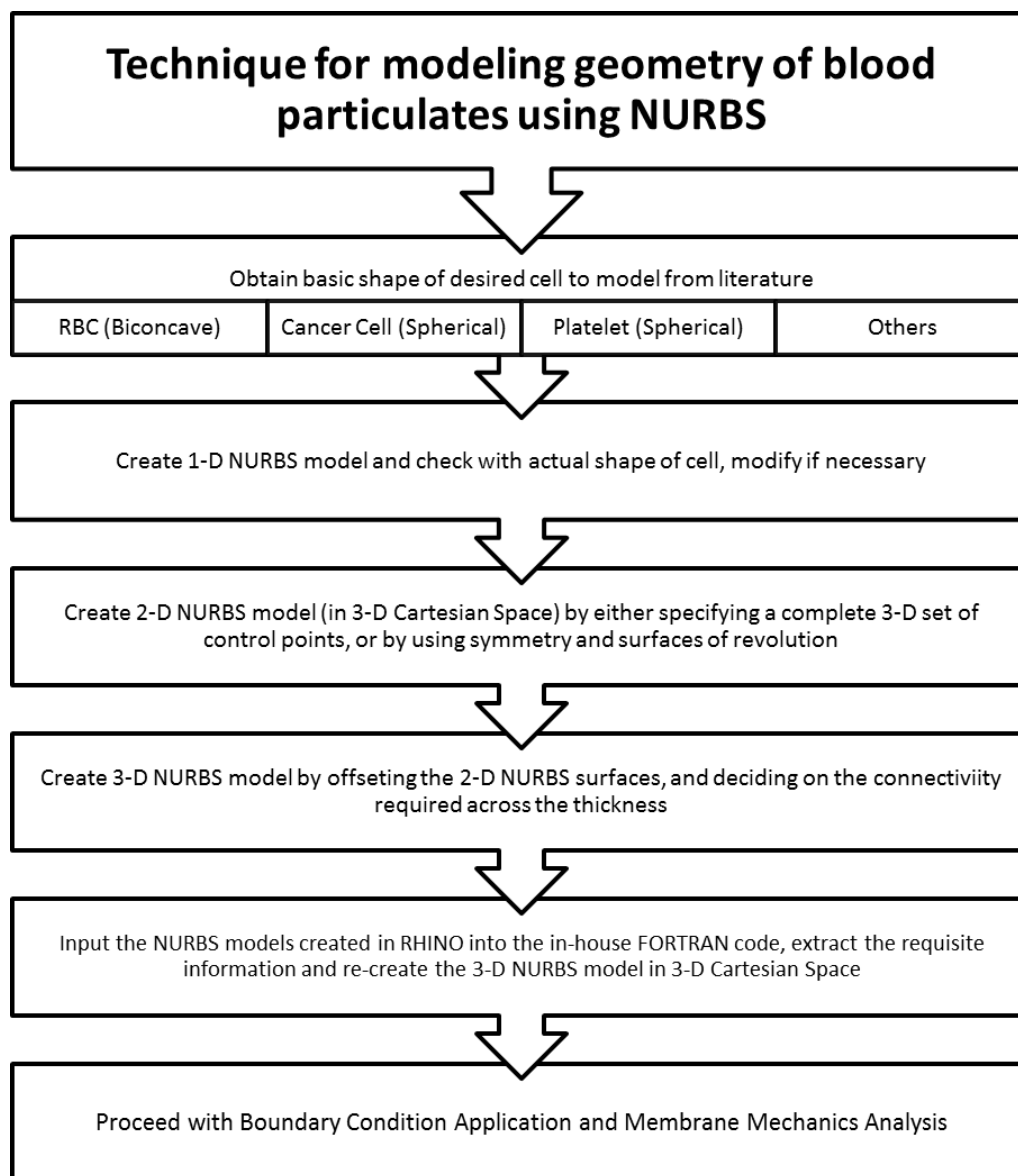 Technique for modeling geometry of blood
particulates using NURBS
Obtain basic shape of desired cell to model from literature
RBC (Biconcave)
Cancer Cell (Spherical)
Platelet (Spherical)
Others
Create 1-D NURBS model and check with actual shape of cell, modify if necessary
Create 2-D NURBS model (in 3-D Cartesian Space) by either specifying a complete 3-D set of
control points, or by using symmetry and surfaces of revolution
Create 3-D NURBS model by offseting the 2-D NURBS surfaces, and deciding on the connectiviity
required across the thickness
Input the NURBS models created in RHINO into the in-house FORTRAN code, extract the requisite
information and re-create the 3-D NURBS model in 3-D Cartesian Space
Proceed with Boundary Condition Application and Membrane Mechanics Analysis